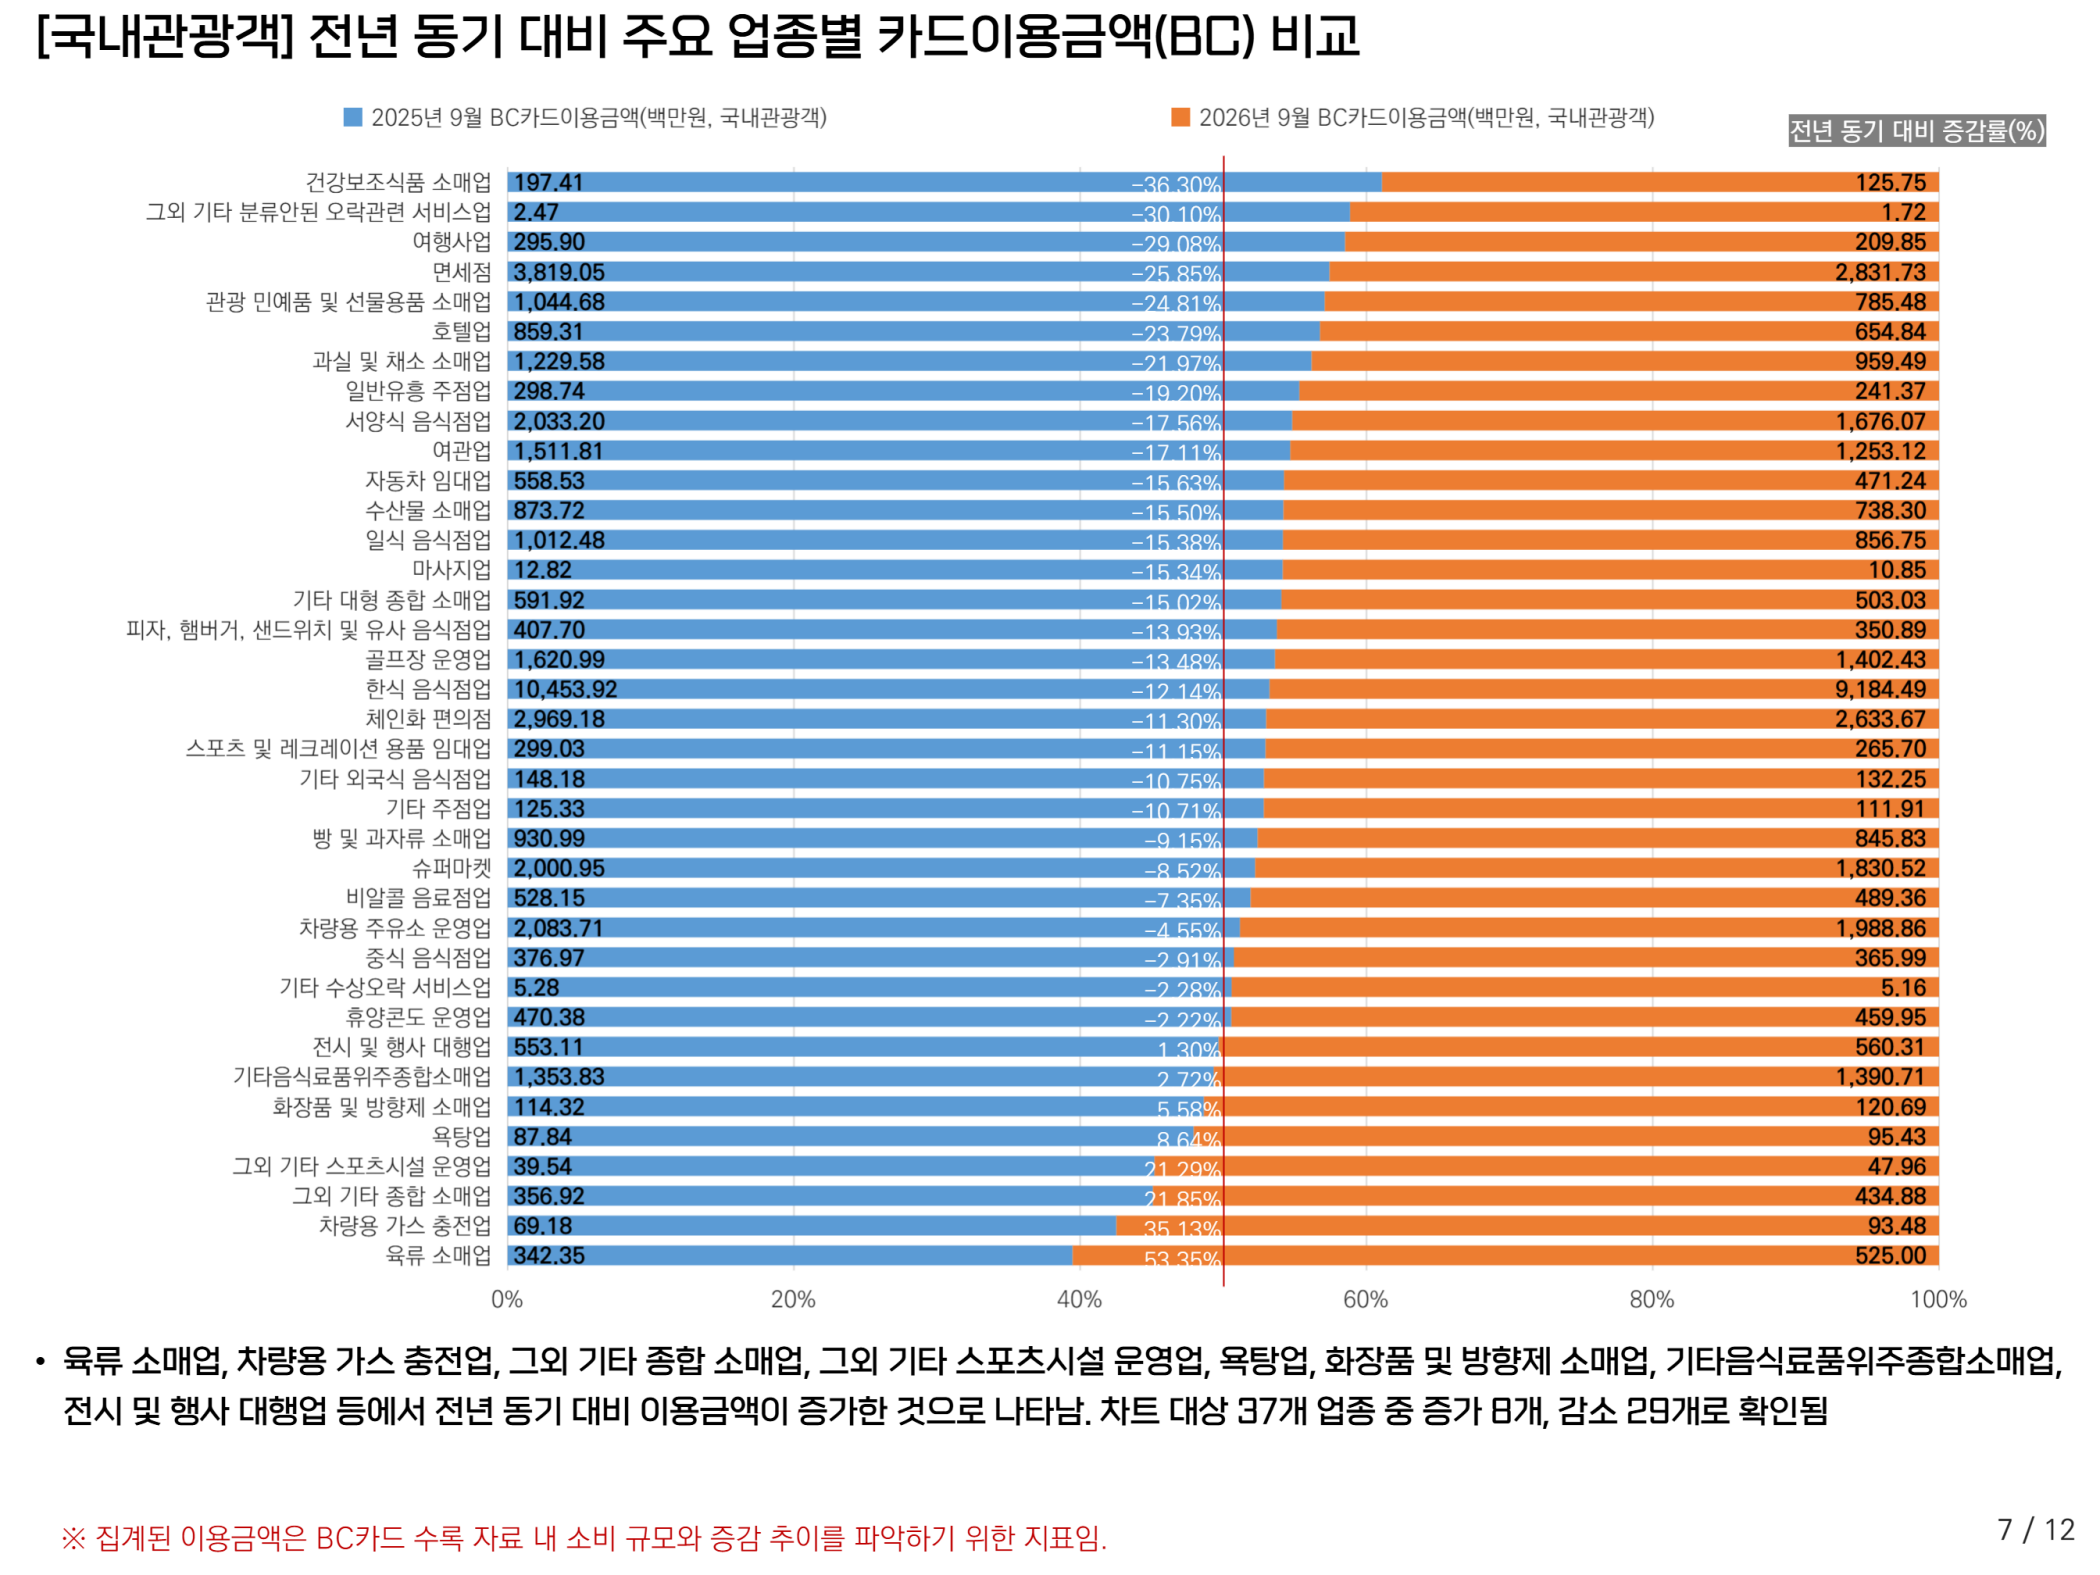 [국내관광객] 전년 동기 대비 주요 업종별 카드이용금액(BC) 비교
2025년 9월 BC카드이용금액(백만원, 국내관광객) 2026년 9월 BC카드이용금액(백만원, 국내관광객)
전년 동기 대비 증감률(%)
건강보조식품 소매업 197.41 -36.30% 125.75
그외 기타 분류안된 오락관련 서비스업 2.47 -30.10% 1.72
여행사업 295.90 -29.08% 209.85
면세점 3,819.05 -25.85% 2,831.73
관광 민예품 및 선물용품 소매업 1,044.68 -24.81% 785.48
호텔업 859.31 -23.79% 654.84
과실 및 채소 소매업 1,229.58 -21.97% 959.49
일반유흥 주점업 298.74 -19.20% 241.37
서양식 음식점업 2,033.20 -17.56% 1,676.07
여관업 1,511.81 -17.11% 1,253.12
자동차 임대업 558.53 -15.63% 471.24
수산물 소매업 873.72 -15.50% 738.30
일식 음식점업 1,012.48 -15.38% 856.75
마사지업 12.82 -15.34% 10.85
기타 대형 종합 소매업 591.92 -15.02% 503.03
피자, 햄버거, 샌드위치 및 유사 음식점업 407.70 -13.93% 350.89
골프장 운영업 1,620.99 -13.48% 1,402.43
한식 음식점업 10,453.92 -12.14% 9,184.49
체인화 편의점 2,969.18 -11.30% 2,633.67
스포츠 및 레크레이션 용품 임대업 299.03 -11.15% 265.70
기타 외국식 음식점업 148.18 -10.75% 132.25
기타 주점업 125.33 -10.71% 111.91
빵 및 과자류 소매업 930.99 -9.15% 845.83
슈퍼마켓 2,000.95 -8.52% 1,830.52
비알콜 음료점업 528.15 -7.35% 489.36
차량용 주유소 운영업 2,083.71 -4.55% 1,988.86
중식 음식점업 376.97 -2.91% 365.99
기타 수상오락 서비스업 5.28 -2.28% 5.16
휴양콘도 운영업 470.38 -2.22% 459.95
전시 및 행사 대행업 553.11 1.30% 560.31
기타음식료품위주종합소매업 1,353.83 2.72% 1,390.71
화장품 및 방향제 소매업 114.32 5.58% 120.69
욕탕업 87.84 8.64% 95.43
그외 기타 스포츠시설 운영업 39.54 21.29% 47.96
그외 기타 종합 소매업 356.92 21.85% 434.88
차량용 가스 충전업 69.18 35.13% 93.48
육류 소매업 342.35 53.35% 525.00
0% 20% 40% 60% 80% 100%
• 육류 소매업, 차량용 가스 충전업, 그외 기타 종합 소매업, 그외 기타 스포츠시설 운영업, 욕탕업, 화장품 및 방향제 소매업, 기타음식료품위주종합소매업,
전시 및 행사 대행업 등에서 전년 동기 대비 이용금액이 증가한 것으로 나타남. 차트 대상 37개 업종 중 증가 8개, 감소 29개로 확인됨
※ 집계된 이용금액은 BC카드 수록 자료 내 소비 규모와 증감 추이를 파악하기 위한 지표임.
7 / 12